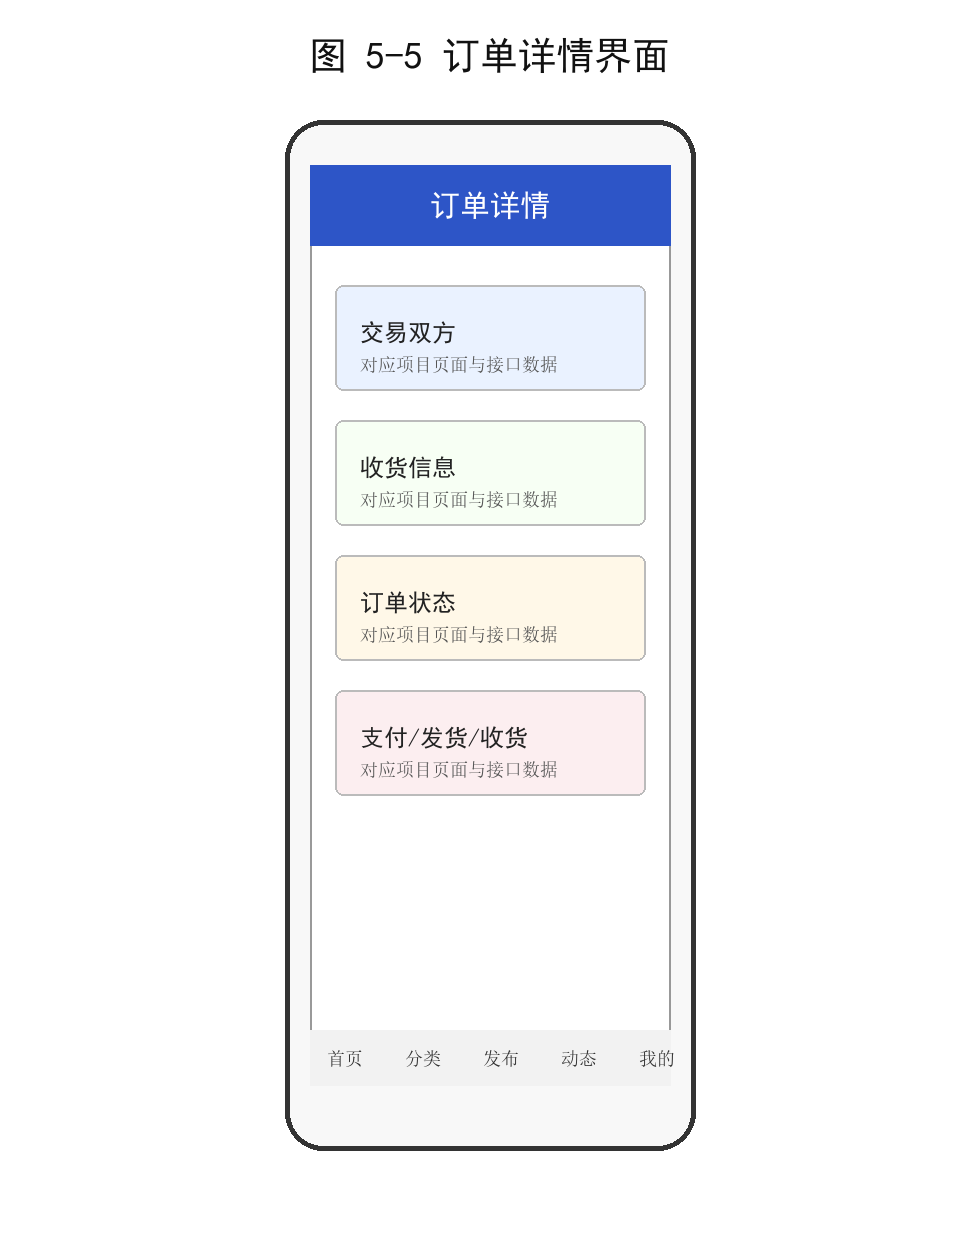 图 5-5 订单详情界面
订单详情
交易双方
对应项目页面与接口数据
收货信息
对应项目页面与接口数据
订单状态
对应项目页面与接口数据
支付/发货/收货
对应项目页面与接口数据
首页 分类 发布 动态 我的